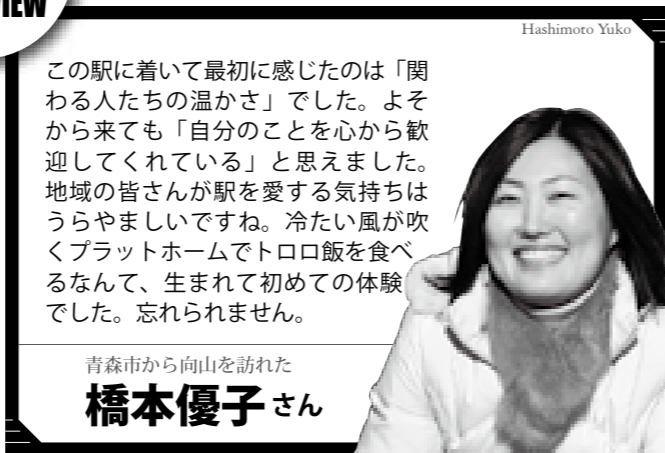 VIEW
Hashimoto Yuko
この駅に着いて最初に感じたのは「関
わる人たちの温かさ」でした。よそ
から来ても「自分のことを心から歓
迎してくれている」と思えました。
地域の皆さんが駅を愛する気持ちは
うらやましいですね。冷たい風が吹
くプラットホームでトロロ飯を食べ
るなんて、生まれて初めての体験
でした。忘れられません。
青森市から向山を訪れた
橋本優子さん